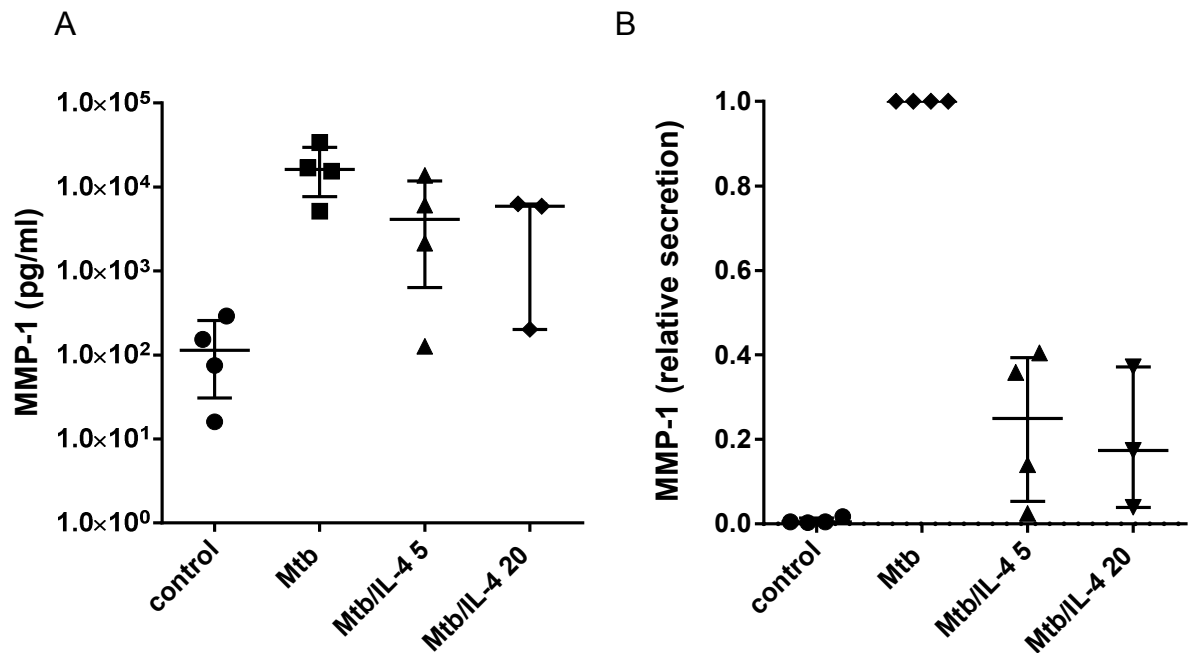 A
MMP-1 (pg/ml)
1.0×10⁵
1.0×10⁴
1.0×10³
1.0×10²
1.0×10¹
1.0×10⁰
control
Mtb
Mtb/IL-4 5
Mtb/IL-4 20
B
MMP-1 (relative secretion)
1.0
0.8
0.6
0.4
0.2
0.0
control
Mtb
Mtb/IL-4 5
Mtb/IL-4 20